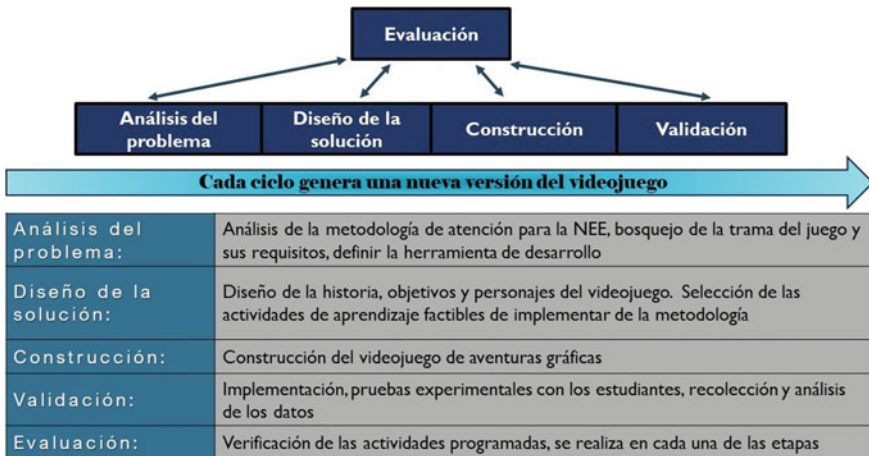 Evaluación
Análisis del
problema
Diseño de la
solución
Construcción
Validación
Cada ciclo genera una nueva versión del videojuego
Análisis del
problema:
Análisis de la metodología de atención para la NEE, bosquejo de la trama del juego y
sus requisitos, definir la herramienta de desarrollo
Diseño de la
solución:
Diseño de la historia, objetivos y personajes del videojuego. Selección de las
actividades de aprendizaje factibles de implementar de la metodología
Construcción:
Construcción del videojuego de aventuras gráficas
Validación:
Implementación, pruebas experimentales con los estudiantes, recolección y análisis
de los datos
Evaluación:
Verificación de las actividades programadas, se realiza en cada una de las etapas